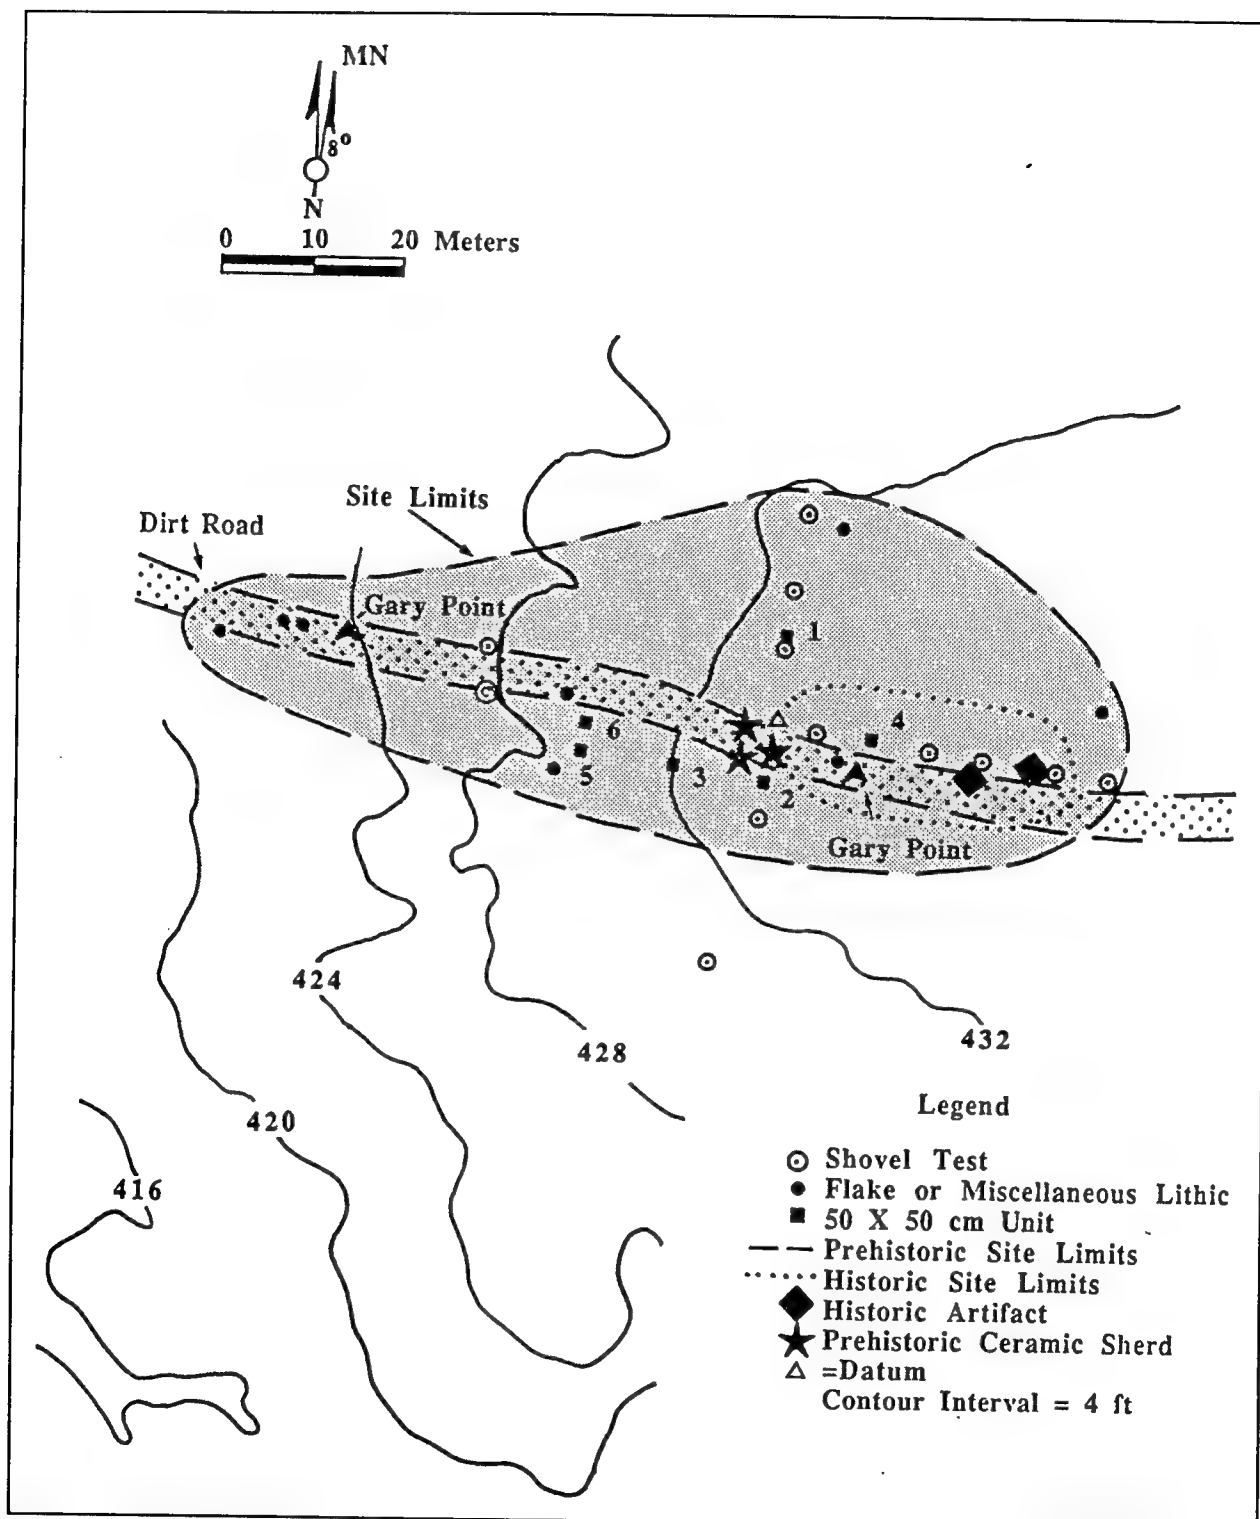 MN
8°
N
0 10 20 Meters
Site Limits
Dirt Road
Gary Point
1
4
6
5
3
2
Gary Point
424
428
432
420
416
Legend
Shovel Test
Flake or Miscellaneous Lithic
50 X 50 cm Unit
Prehistoric Site Limits
Historic Site Limits
Historic Artifact
Prehistoric Ceramic Sherd
=Datum
Contour Interval = 4 ft